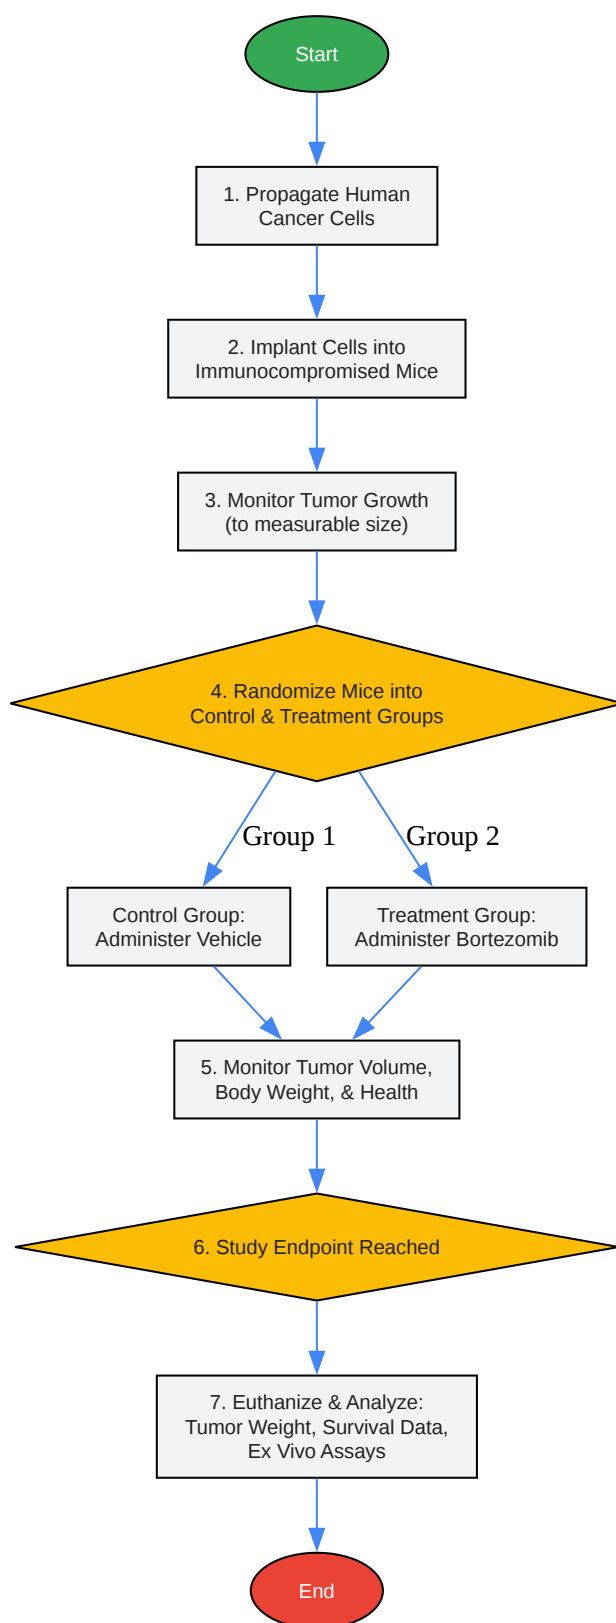 Start
1. Propagate Human
Cancer Cells
2. Implant Cells into
Immunocompromised Mice
3. Monitor Tumor Growth
(to measurable size)
4. Randomize Mice into
Control & Treatment Groups
Group 1
Group 2
Control Group:
Administer Vehicle
Treatment Group:
Administer Bortezomib
5. Monitor Tumor Volume,
Body Weight, & Health
6. Study Endpoint Reached
7. Euthanize & Analyze:
Tumor Weight, Survival Data,
Ex Vivo Assays
End